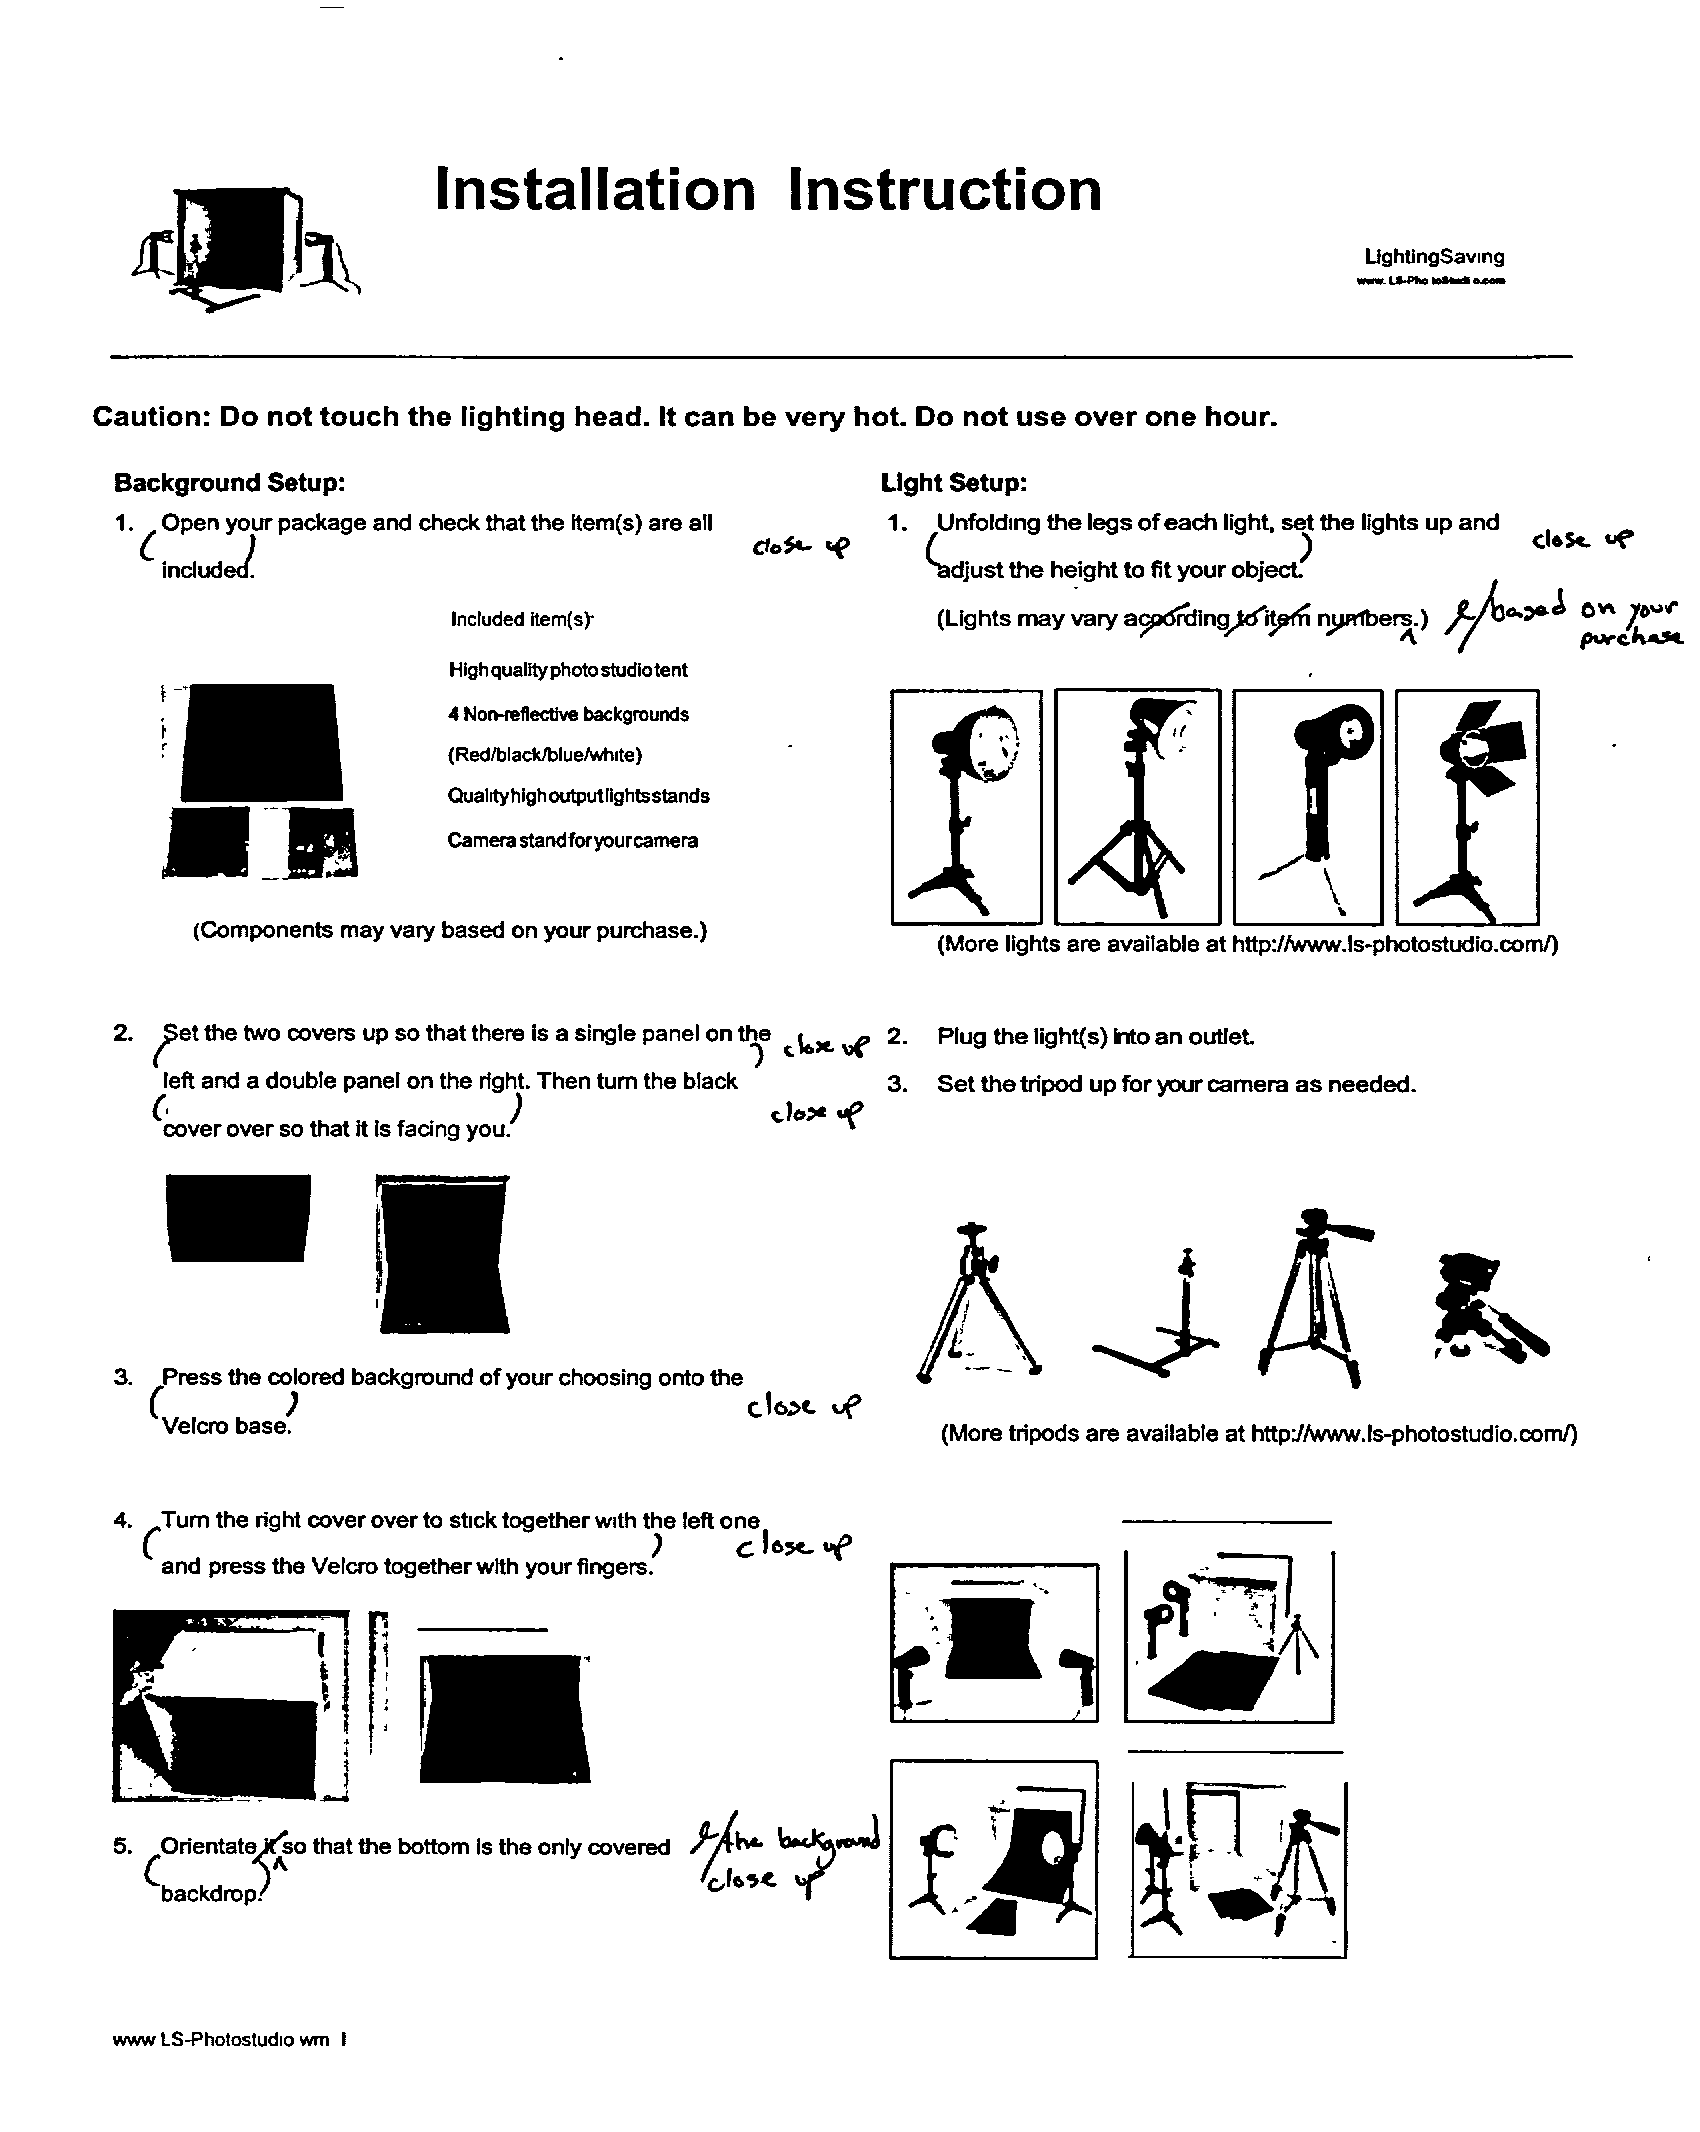 Installation Instruction
LightingSaving
www. LS-PhotoStudio.com
Caution: Do not touch the lighting head. It can be very hot. Do not use over one hour.
Background Setup:
1. Open your package and check that the item(s) are all
close up
included.
Included item(s):
High quality photo studio tent
4 Non-reflective backgrounds
(Red/black/blue/white)
Quality high output lights stands
Camera stand for your camera
(Components may vary based on your purchase.)
2. Set the two covers up so that there is a single panel on the
close up
left and a double panel on the right. Then turn the black
close up
cover over so that it is facing you.
3. Press the colored background of your choosing onto the
close up
Velcro base.
4. Turn the right cover over to stick together with the left one
close up
and press the Velcro together with your fingers.
5. Orientate it so that the bottom is the only covered
the background
close up
backdrop.
Light Setup:
1. Unfolding the legs of each light, set the lights up and
close up
adjust the height to fit your object.
(Lights may vary according to item numbers.)
based on your
purchase
(More lights are available at http://www.ls-photostudio.com/)
2. Plug the light(s) into an outlet.
3. Set the tripod up for your camera as needed.
(More tripods are available at http://www.ls-photostudio.com/)
www LS-Photostudio wm I